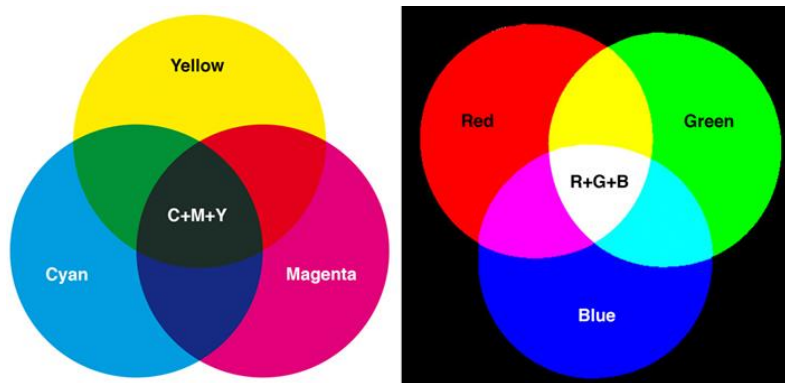 Yellow
C+M+Y
Cyan
Magenta
Red
Green
R+G+B
Blue